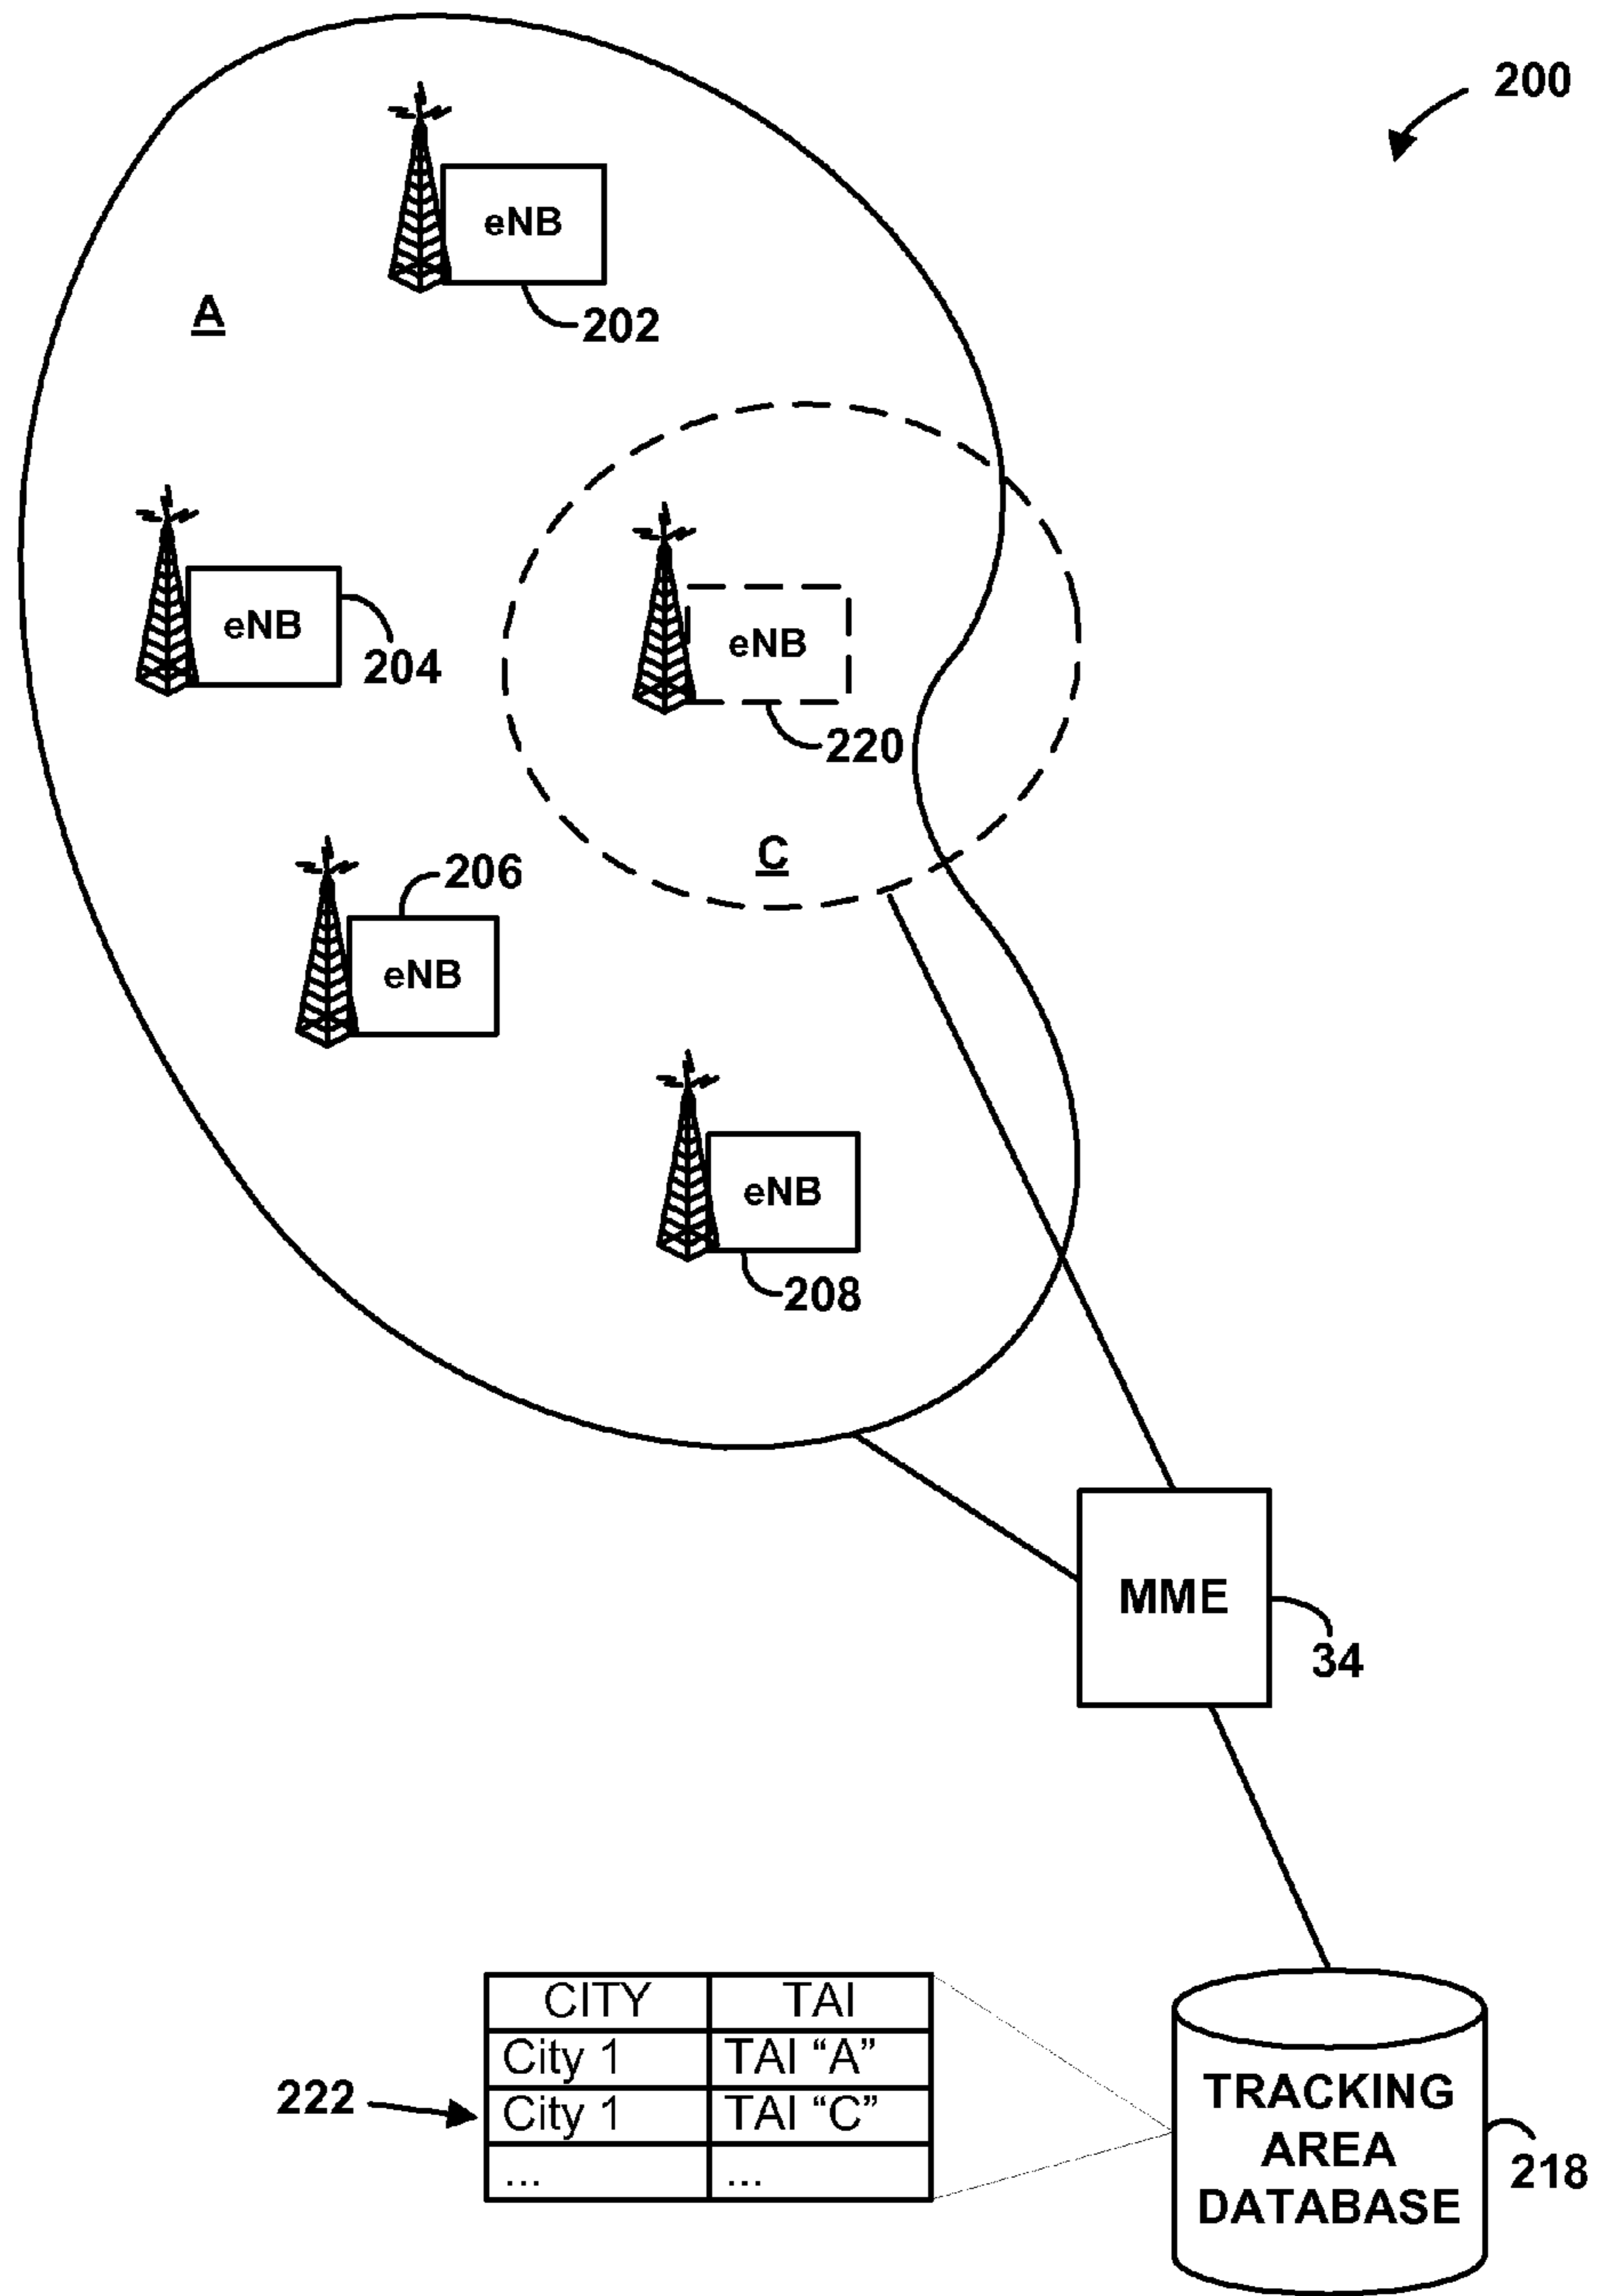 200
eNB
A
202
eNB
204
eNB
220
C
206
eNB
eNB
208
MME
34
CITY TAI
City 1 TAI “A”
222
City 1 TAI “C”
... ...
TRACKING
AREA
DATABASE
218